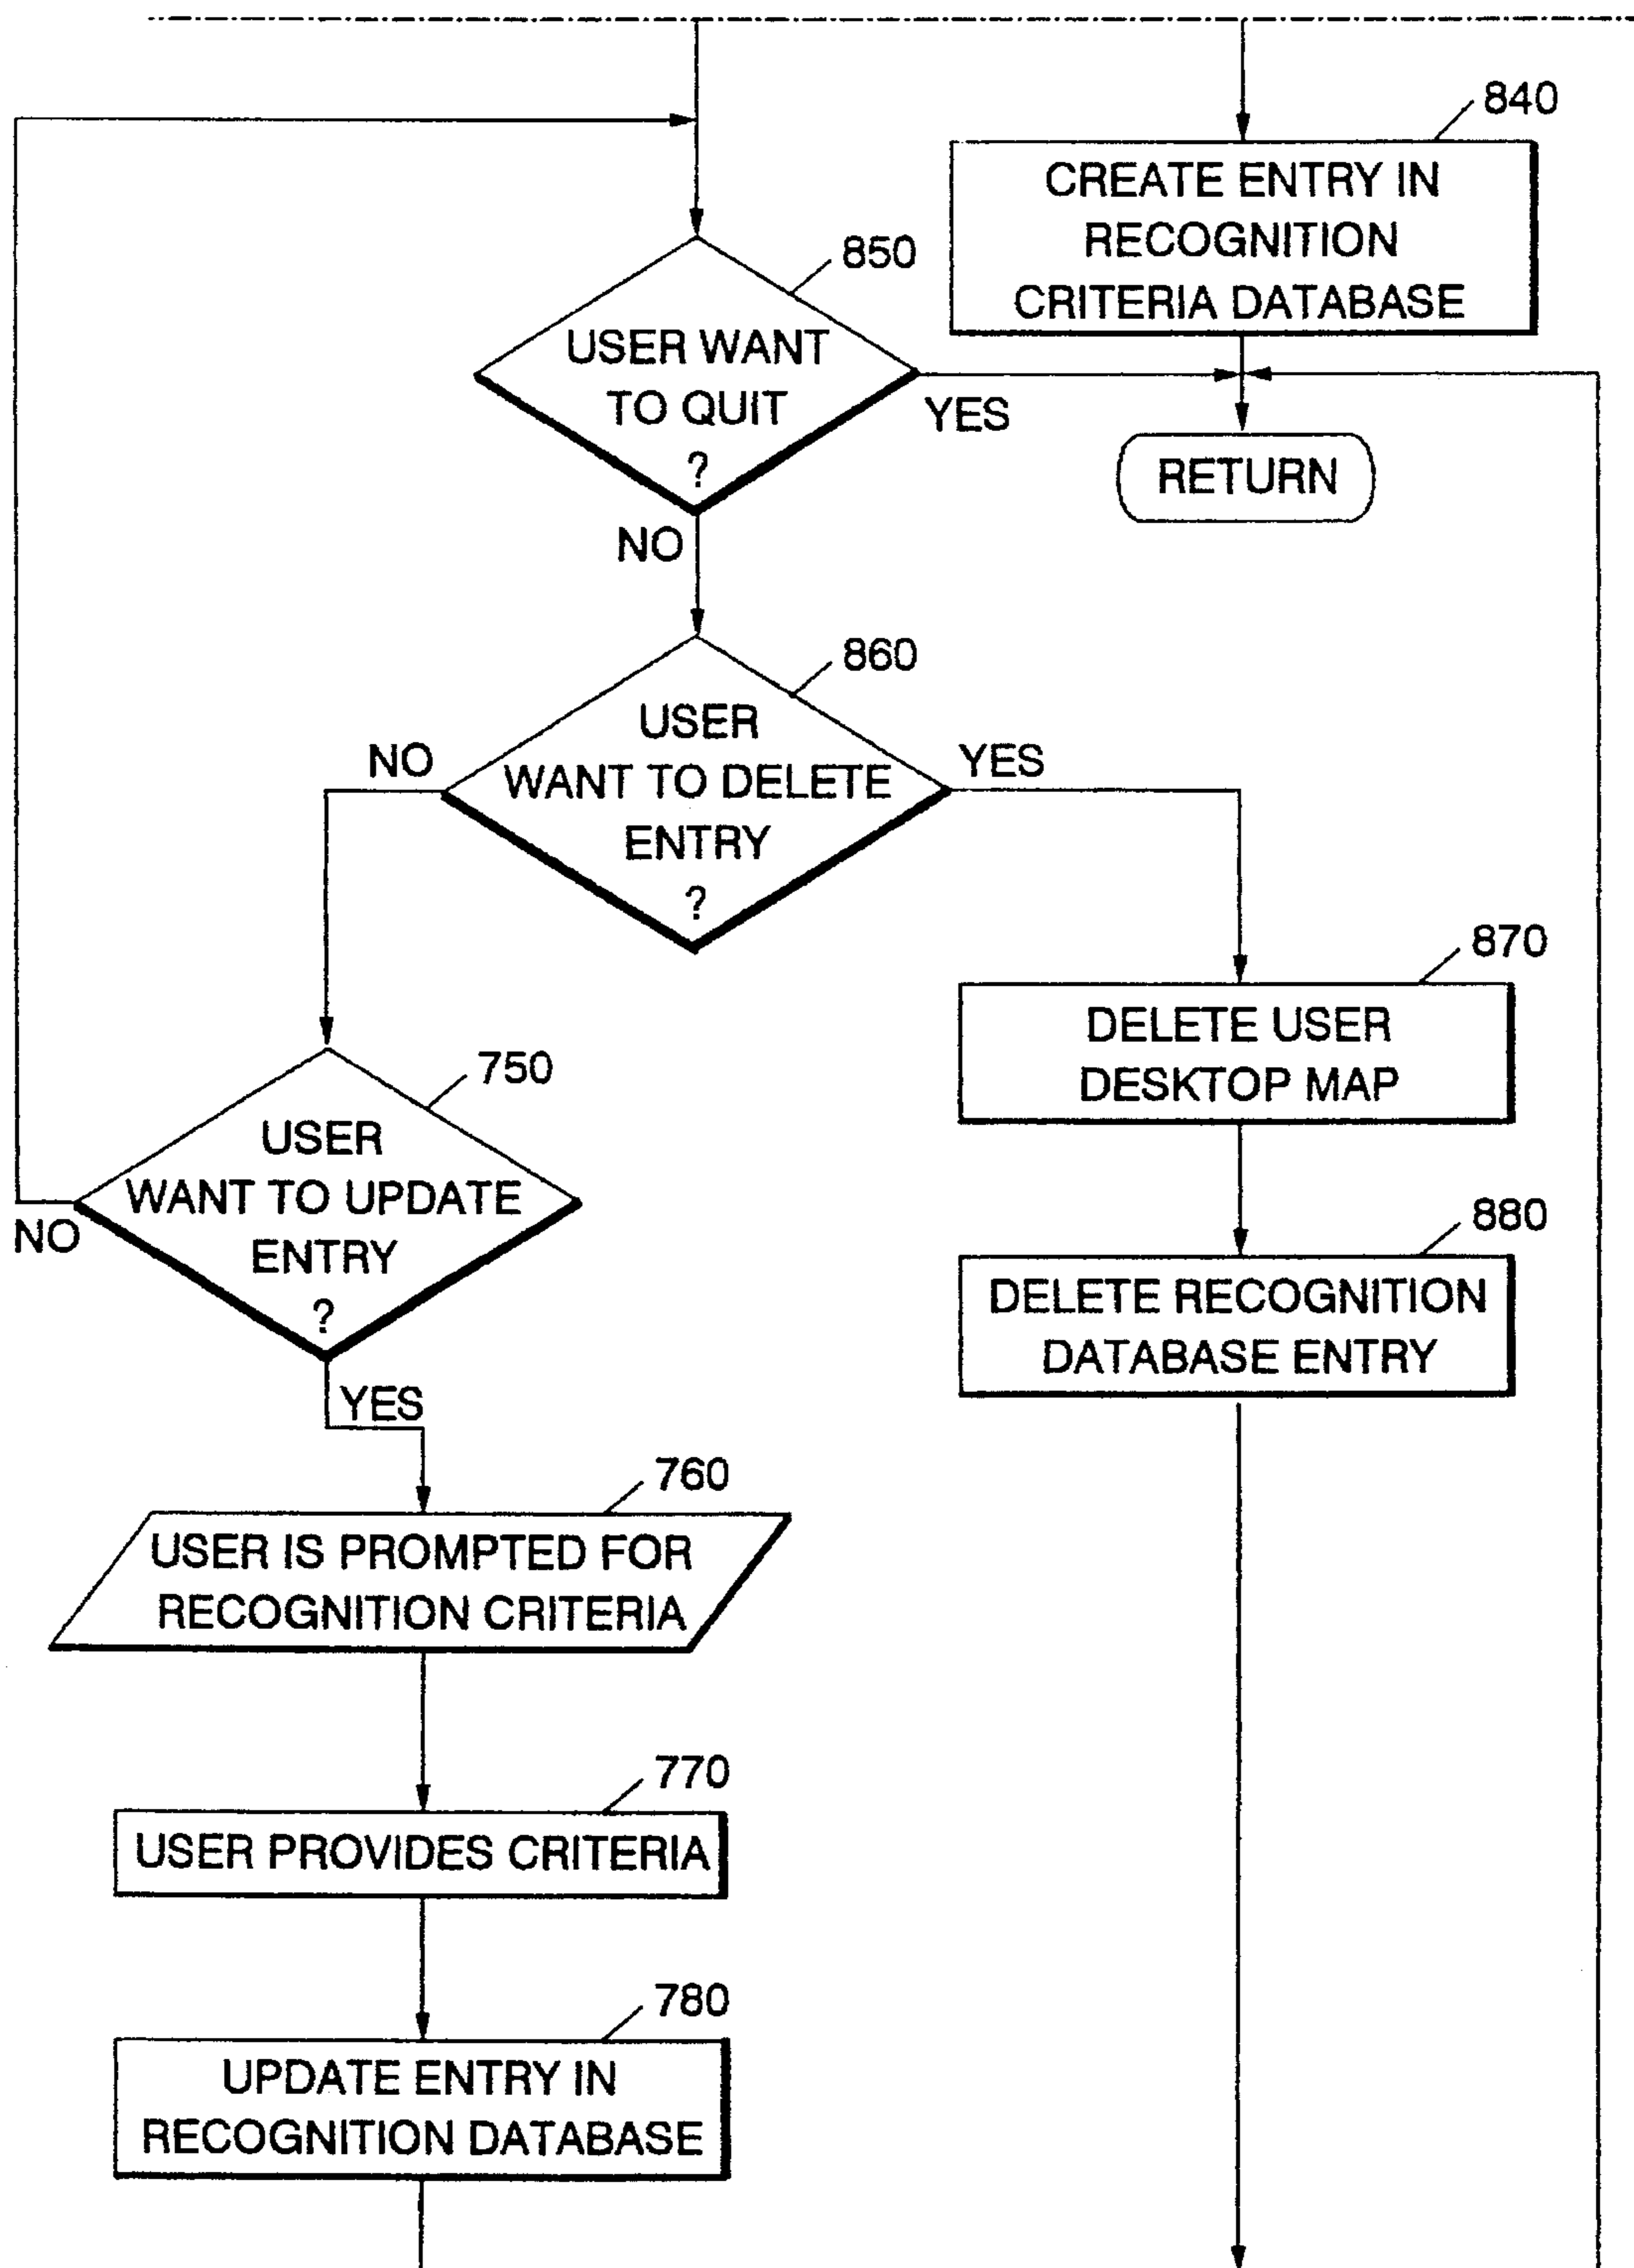 840
CREATE ENTRY IN
RECOGNITION
CRITERIA DATABASE
850
USER WANT
TO QUIT
?
YES
NO
RETURN
860
USER
WANT TO DELETE
ENTRY
?
NO
YES
870
DELETE USER
DESKTOP MAP
750
USER
WANT TO UPDATE
ENTRY
?
NO
YES
880
DELETE RECOGNITION
DATABASE ENTRY
760
USER IS PROMPTED FOR
RECOGNITION CRITERIA
770
USER PROVIDES CRITERIA
780
UPDATE ENTRY IN
RECOGNITION DATABASE